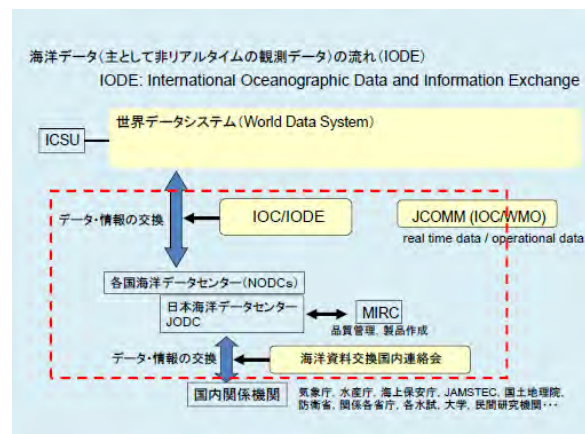 海洋データ(主として非リアルタイムの観測データ)の流れ(IODE)
IODE: International Oceanographic Data and Information Exchange
世界データシステム(World Data System)
ICSU
データ・情報の交換
IOC/IODE
JCOMM (IOC/WMO)
real time data / operational data
各国海洋データセンター(NODCs)
日本海洋データセンター
JODC
MIRC
品質管理、製品作成
データ・情報の交換
海洋資料交換国内連絡会
国内関係機関
気象庁, 水産庁, 海上保安庁, JAMSTEC, 国土地理院,
防衛省, 関係各省庁, 各水試, 大学, 民間研究機関・・・